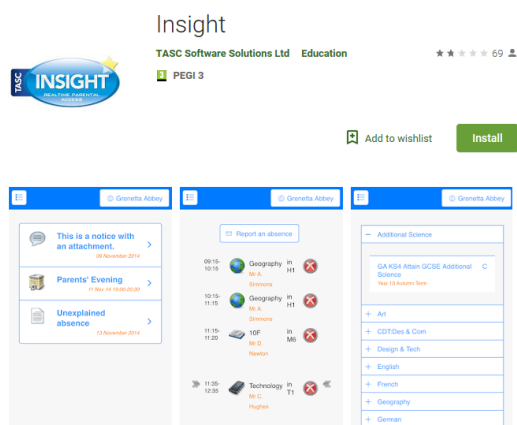 Insight
TASC Software Solutions Ltd Education
69
3 PEGI 3
TASC
INSIGHT
REALTIME PARENTAL
ACCESS
Add to wishlist
Install
Grenetta Abbey
This is a notice with
an attachment.
06 November 2014
Parents' Evening
11 Nov 14 16:00-20:30
Unexplained
absence
13 November 2014
Grenetta Abbey
Report an absence
09:15-
10:15
Geography
Mr A.
Simmons
in
H1
10:15-
11:15
Geography
Mr A.
Simmons
in
H1
11:15-
11:20
10F
Mr D.
Newton
in
M6
11:35-
12:35
Technology
Mr C.
Hughes
in
T1
Grenetta Abbey
Additional Science
GA KS4 Attain GCSE Additional
Science
C
Year 10 Autumn Term
Art
CDT:Des & Com
Design & Tech
English
French
Geography
German